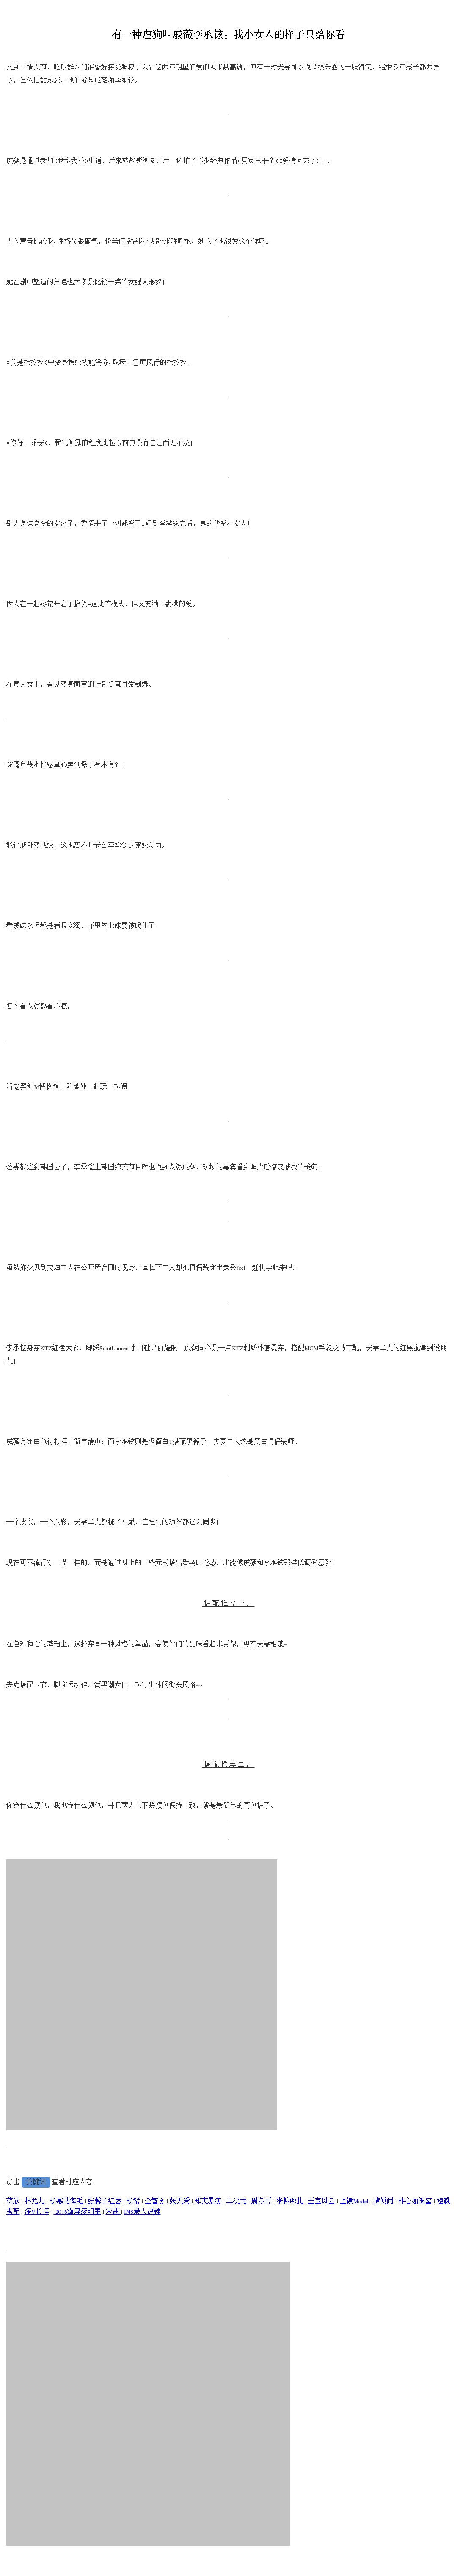 有一种虐狗叫戚薇李承铉：我小女人的样子只给你看
又到了情人节，吃瓜群众们准备好接受狗粮了么？这两年明星们爱的越来越高调，但有一对夫妻可以说是娱乐圈的一股清流，结婚多年孩子都两岁
多，但依旧如热恋，他们就是戚薇和李承铉。
戚薇是通过参加《我型我秀》出道，后来转战影视圈之后，还拍了不少经典作品《夏家三千金》《爱情回来了》。。。
因为声音比较低、性格又很霸气，粉丝们常常以“戚哥”来称呼她，她似乎也很爱这个称呼。
她在剧中塑造的角色也大多是比较干练的女强人形象！
《我是杜拉拉》中变身撩妹技能满分、职场上雷厉风行的杜拉拉~
《你好，乔安》，霸气侧露的程度比起以前更是有过之而无不及！
别人身边高冷的女汉子，爱情来了一切都变了。遇到李承铉之后，真的秒变小女人！
俩人在一起感觉开启了搞笑+逗比的模式，但又充满了满满的爱。
在真人秀中，看见变身萌宝的七哥简直可爱到爆。
穿露肩装小性感真心美到爆了有木有？！
能让戚哥变戚妹，这也离不开老公李承铉的宠妹功力。
看戚妹永远都是满眼宠溺，怀里的七妹要被暖化了。
怎么看老婆都看不腻。
陪老婆逛3d博物馆，陪著她一起玩一起闹
炫妻都炫到韩国去了，李承铉上韩国综艺节目时也说到老婆戚薇，现场的嘉宾看到照片后惊叹戚薇的美貌。
虽然鲜少见到夫妇二人在公开场合同时现身，但私下二人却把情侣装穿出走秀feel，赶快学起来吧。
李承铉身穿KTZ红色大衣，脚踩SaintLaurent小白鞋亮丽耀眼，戚薇同样是一身KTZ刺绣外套叠穿，搭配MCM手袋及马丁靴，夫妻二人的红黑配潮到没朋
友！
戚薇身穿白色衬衫裙，简单清爽；而李承铉则是极简白T搭配黑裤子，夫妻二人这是黑白情侣装呀。
一个皮衣，一个迷彩，夫妻二人都梳了马尾，连摇头的动作都这么同步！
现在可不流行穿一模一样的，而是通过身上的一些元素搭出默契时髦感，才能像戚薇和李承铉那样低调秀恩爱！
搭 配 推 荐 一 ：
在色彩和谐的基础上，选择穿同一种风格的单品，会使你们的品味看起来更像，更有夫妻相哦~
夹克搭配卫衣，脚穿运动鞋，潮男潮女们一起穿出休闲街头风咯~~
搭 配 推 荐 二 ：
你穿什么颜色，我也穿什么颜色，并且两人上下装颜色保持一致，就是最简单的同色搭了。
点击 关键词 查看对应内容。
蒋欣 | 林允儿 | 杨幂马海毛 | 张馨予红唇 | 杨紫 | 全智贤 | 张天爱 | 郑爽暴瘦 | 二次元 | 周冬雨 | 张翰娜扎 | 王室风云 | 上镜Model | 随便问 | 林心如闺蜜 | 短靴
搭配 | 深V长裙 | 2016霸屏级明星 | 宋茜 | INS最火凉鞋